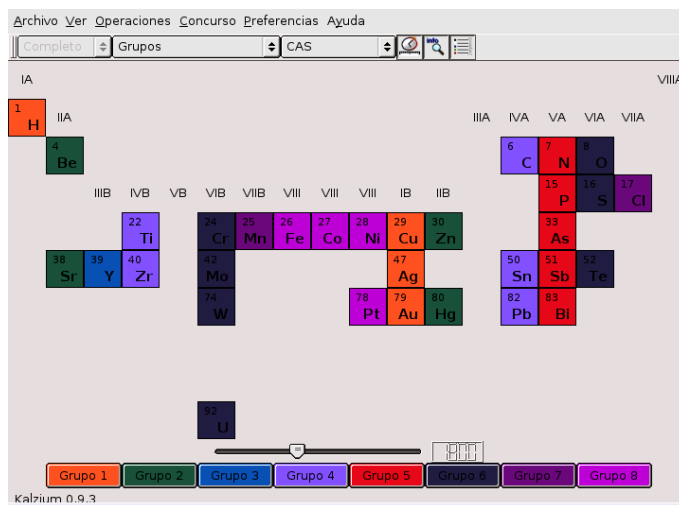 Archivo Ver Operaciones Concurso Preferencias Ayuda
Completo Grupos CAS info
IA VIIIA
1 H IIA IIIA IVA VA VIA VIIA
4 Be 6 C 7 N 8 O
IIIB IVB VB VIB VIIB VIII VIII VIII IB IIB 15 P 16 S 17 Cl
22 Ti 24 Cr 25 Mn 26 Fe 27 Co 28 Ni 29 Cu 30 Zn 33 As
38 Sr 39 Y 40 Zr 42 Mo 47 Ag 50 Sn 51 Sb 52 Te
74 W 78 Pt 79 Au 80 Hg 82 Pb 83 Bi
92 U
1800
Grupo 1 Grupo 2 Grupo 3 Grupo 4 Grupo 5 Grupo 6 Grupo 7 Grupo 8
Kalzium 0.9.3